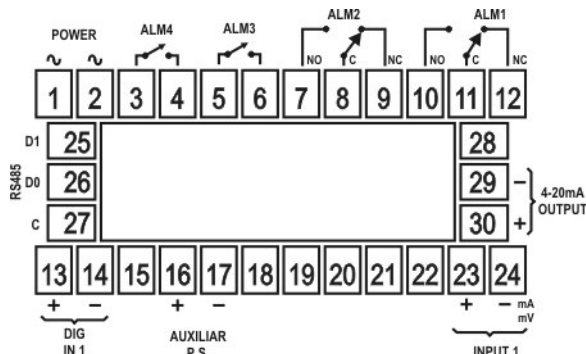 POWER ALM4 ALM3 ALM2 ALM1
∿ ∿ NO C NC NO C NC
1 2 3 4 5 6 7 8 9 10 11 12
D1 25 28
RS485 D0 26 29 − 4-20mA
OUTPUT
C 27 30 +
13 14 15 16 17 18 19 20 21 22 23 24
+ − + − + − mA
mV
DIG AUXILIAR INPUT 1
IN 1 P.S.